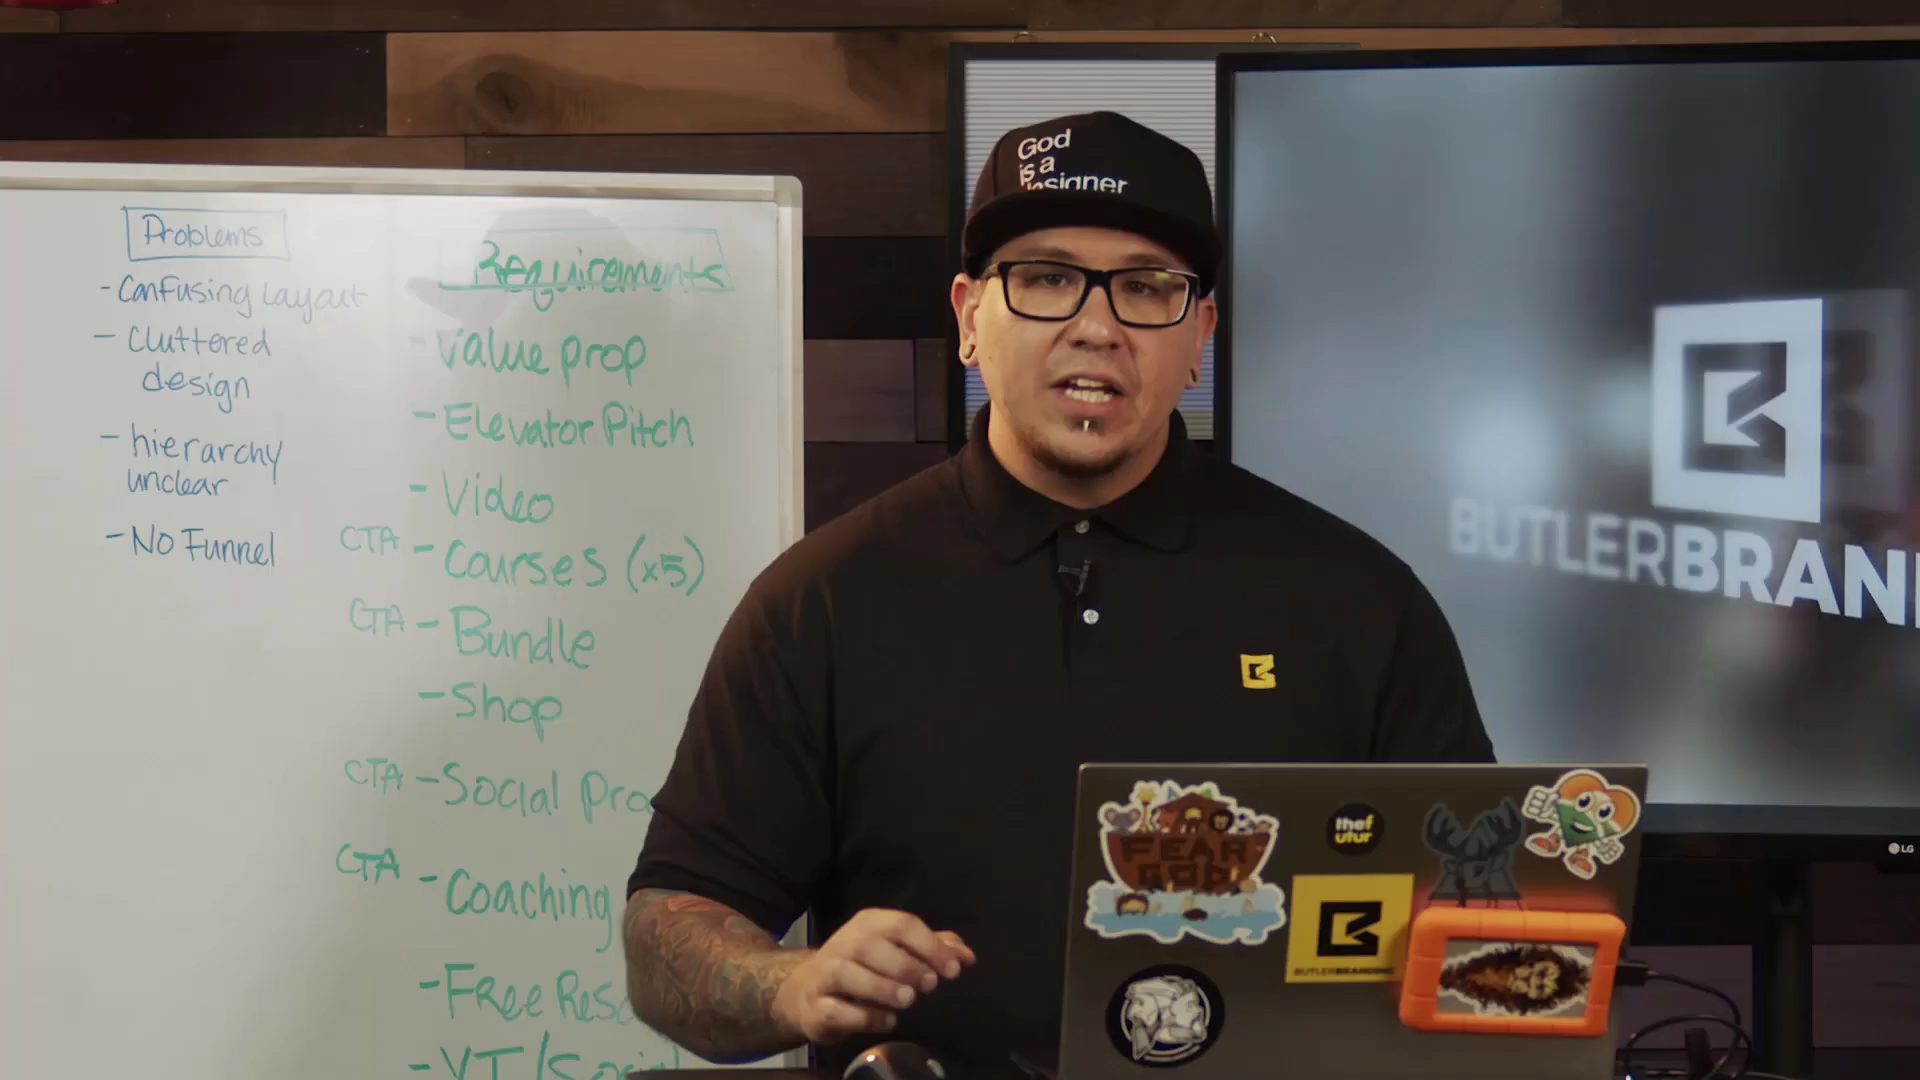 Problems
- Confusing Layout
- Cluttered
design
- hierarchy
unclear
- No Funnel
Requirements
- Value prop
- Elevator Pitch
- Video
CTA - Courses (x5)
CTA - Bundle
- Shop
CTA - Social
CTA - Coaching
- Free
God
is a
designer
BUTLERBRAN
LG
FEAR
GOD
thef
utur
BUTLERBRANDING